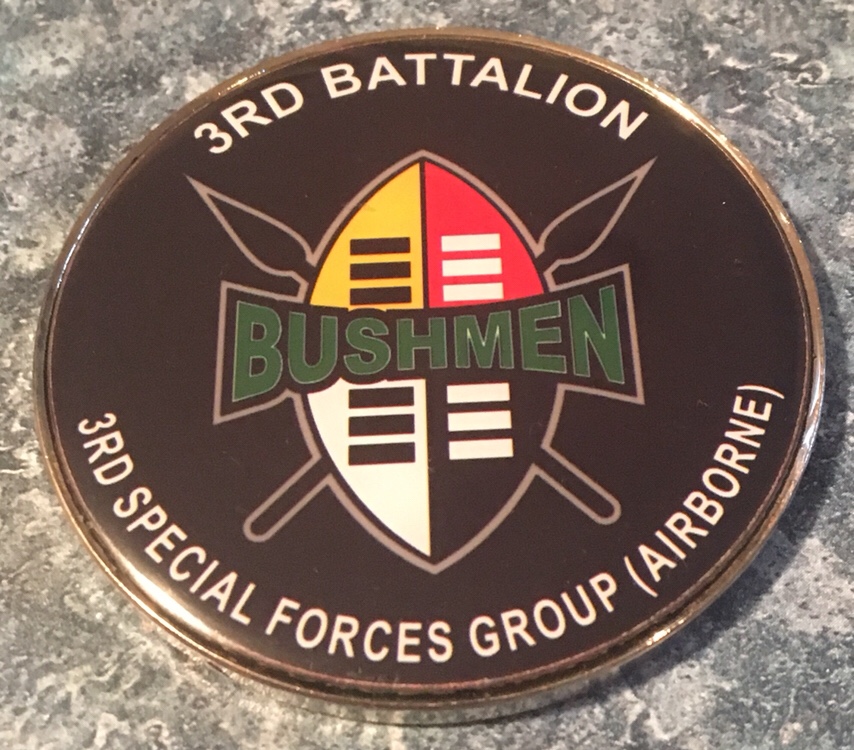 3RD BATTALION
BUSHMEN
3RD SPECIAL FORCES GROUP (AIRBORNE)